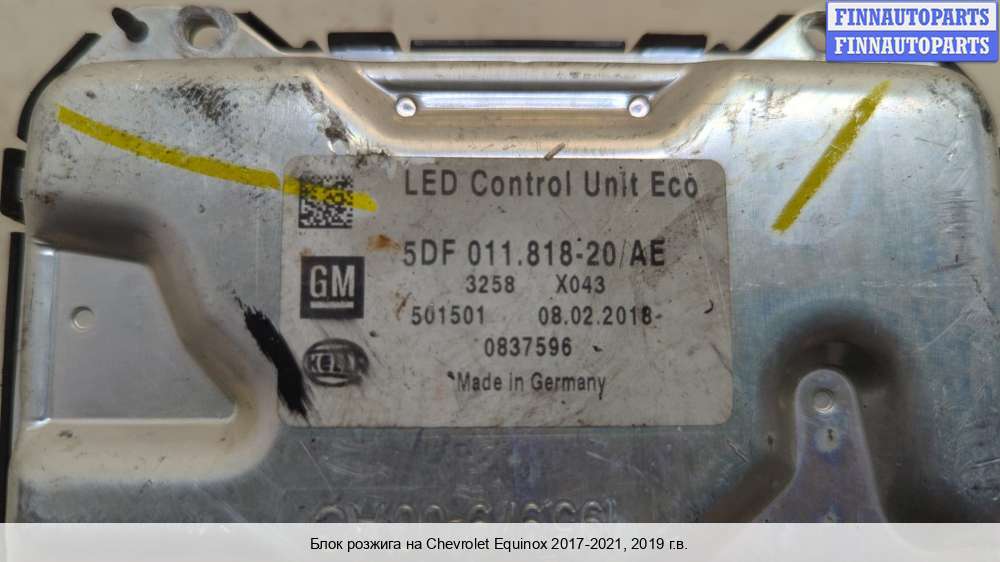 FINNAUTOPARTS
FINNAUTOPARTS
LED Control Unit Eco
5DF 011.818-20/AE
GM
3258 X043
501501 08.02.2018
0837596
HELLA
Made in Germany
Блок розжига на Chevrolet Equinox 2017-2021, 2019 г.в.